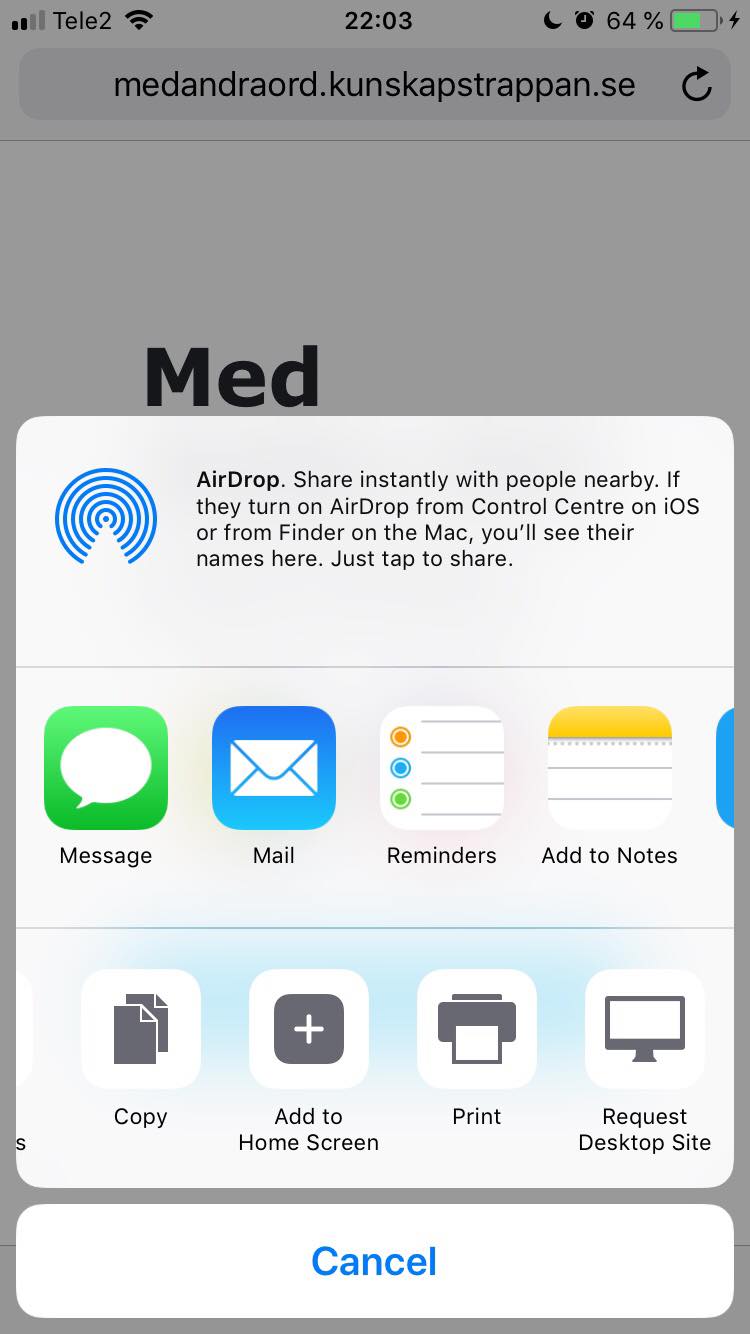 Tele2 22:03 64 %
medandraord.kunskapstrappan.se
Med
AirDrop. Share instantly with people nearby. If
they turn on AirDrop from Control Centre on iOS
or from Finder on the Mac, you’ll see their
names here. Just tap to share.
Message Mail Reminders Add to Notes
s Copy Add to Home Screen Print Request Desktop Site
Cancel